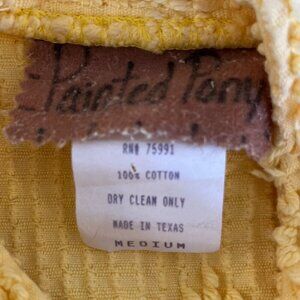 Painted Pony
RN# 75991
100% COTTON
DRY CLEAN ONLY
MADE IN TEXAS
MEDIUM